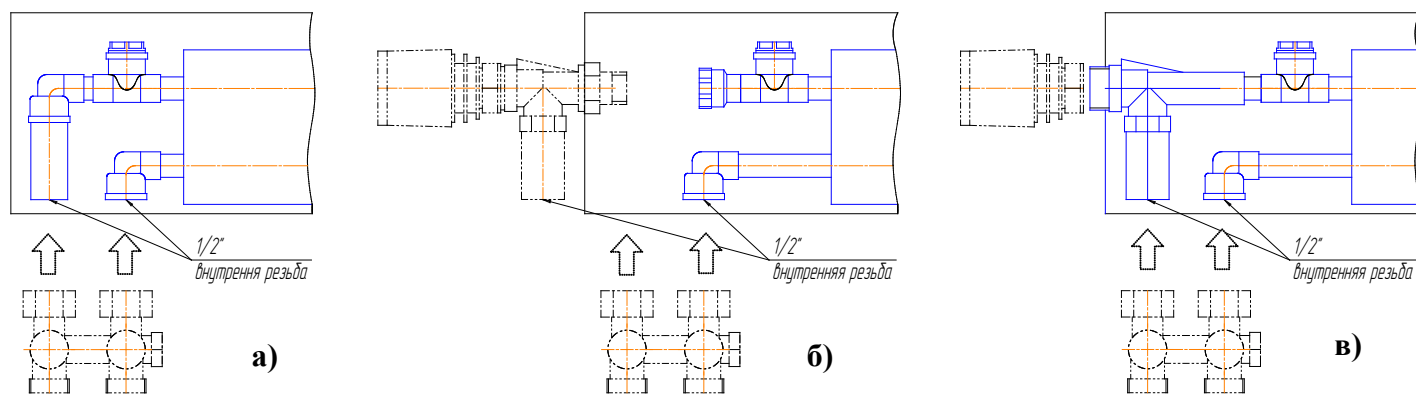 1/2"
внутрення резьба
а)
1/2"
внутренняя резьба
б)
1/2"
внутренняя резьба
в)